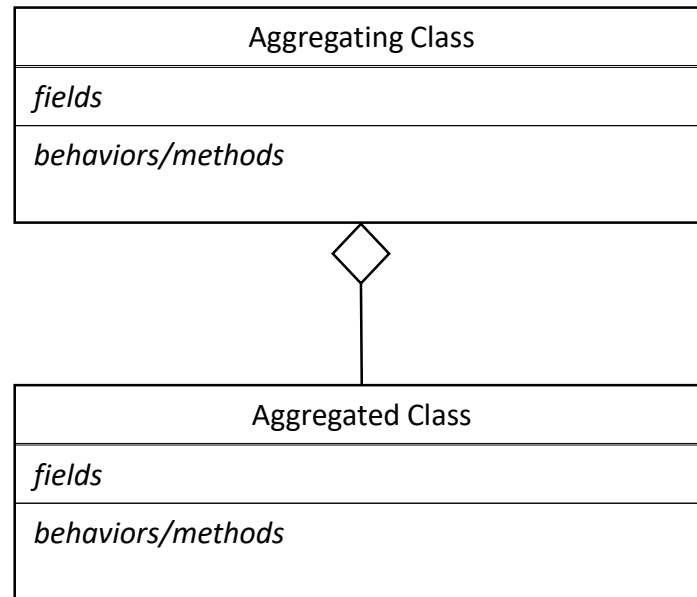 Aggregating Class
fields
behaviors/methods
Aggregated Class
fields
behaviors/methods